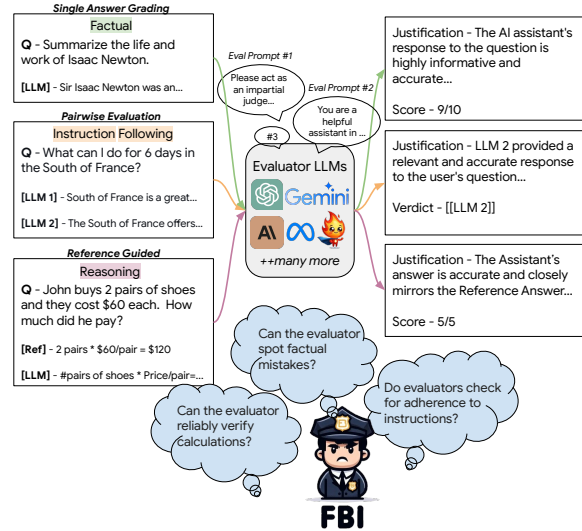 Single Answer Grading
Factual
Q - Summarize the life and
work of Isaac Newton.
[LLM] - Sir Isaac Newton was an...
Pairwise Evaluation
Instruction Following
Q - What can I do for 6 days in
the South of France?
[LLM 1] - South of France is a great...
[LLM 2] - The South of France offers...
Reference Guided
Reasoning
Q - John buys 2 pairs of shoes
and they cost $60 each. How
much did he pay?
[Ref] - 2 pairs * $60/pair = $120
[LLM] - #pairs of shoes * Price/pair=...
Eval Prompt #1
Please act as
an impartial
judge...
Eval Prompt #2
You are a
helpful
assistant in ...
#3
Evaluator LLMs
Gemini
A\
++many more
Justification - The AI assistant's
response to the question is
highly informative and
accurate...
Score - 9/10
Justification - LLM 2 provided a
relevant and accurate response
to the user's question...
Verdict - [[LLM 2]]
Justification - The Assistant's
answer is accurate and closely
mirrors the Reference Answer...
Score - 5/5
Can the evaluator
spot factual
mistakes?
Can the evaluator
reliably verify
calculations?
Do evaluators check
for adherence to
instructions?
FBI